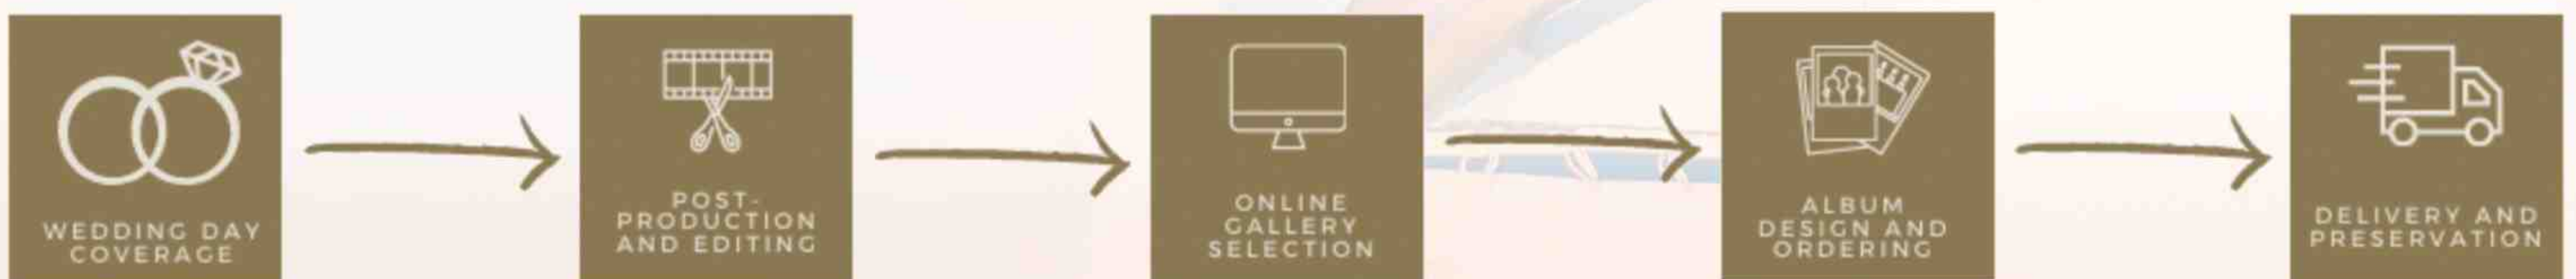 WEDDING DAY
COVERAGE
POST-
PRODUCTION
AND EDITING
ONLINE
GALLERY
SELECTION
ALBUM
DESIGN AND
ORDERING
DELIVERY AND
PRESERVATION